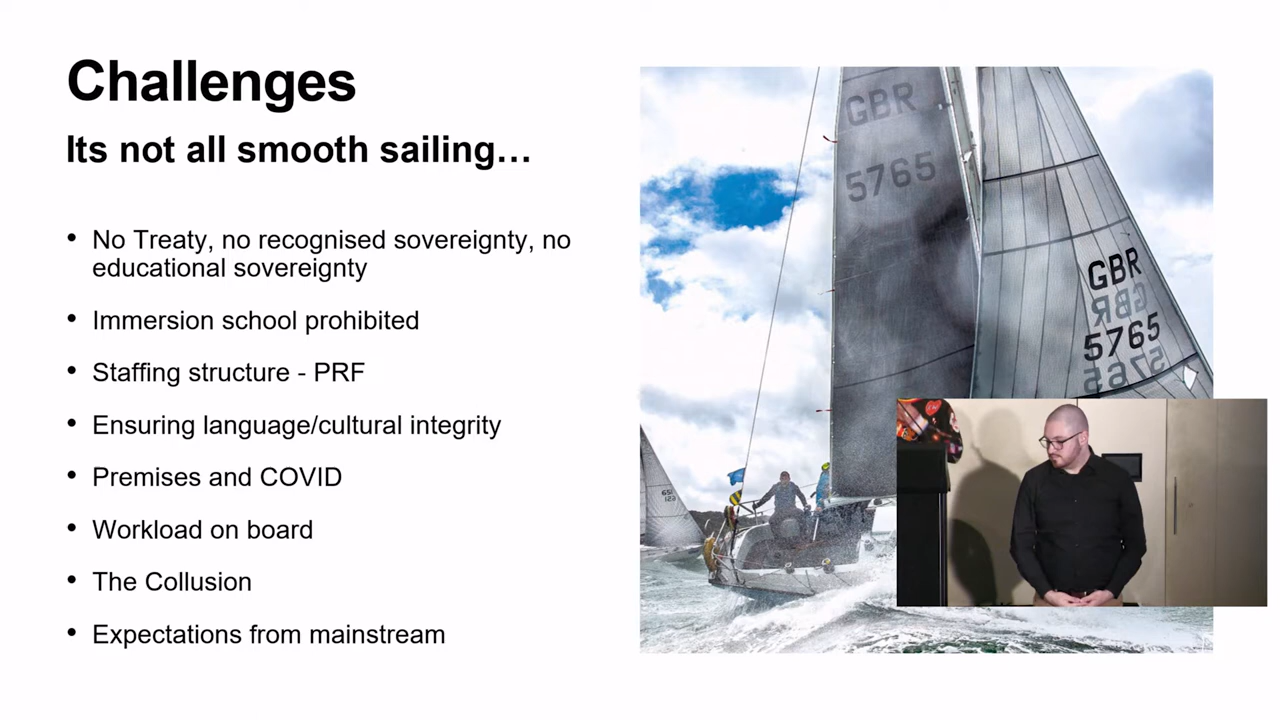 Challenges
Its not all smooth sailing…
• No Treaty, no recognised sovereignty, no
educational sovereignty
• Immersion school prohibited
• Staffing structure - PRF
• Ensuring language/cultural integrity
• Premises and COVID
• Workload on board
• The Collusion
• Expectations from mainstream
GBR
5765
GBR
GBR
5765
5765